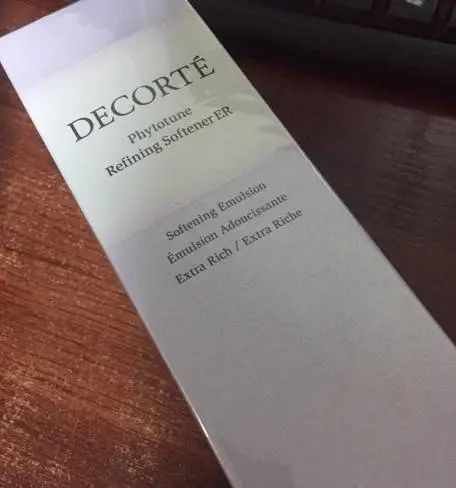 DECORTÉ
Phytotune
Refining Softener ER
Softening Emulsion
Émulsion Adoucissante
Extra Rich / Extra Riche